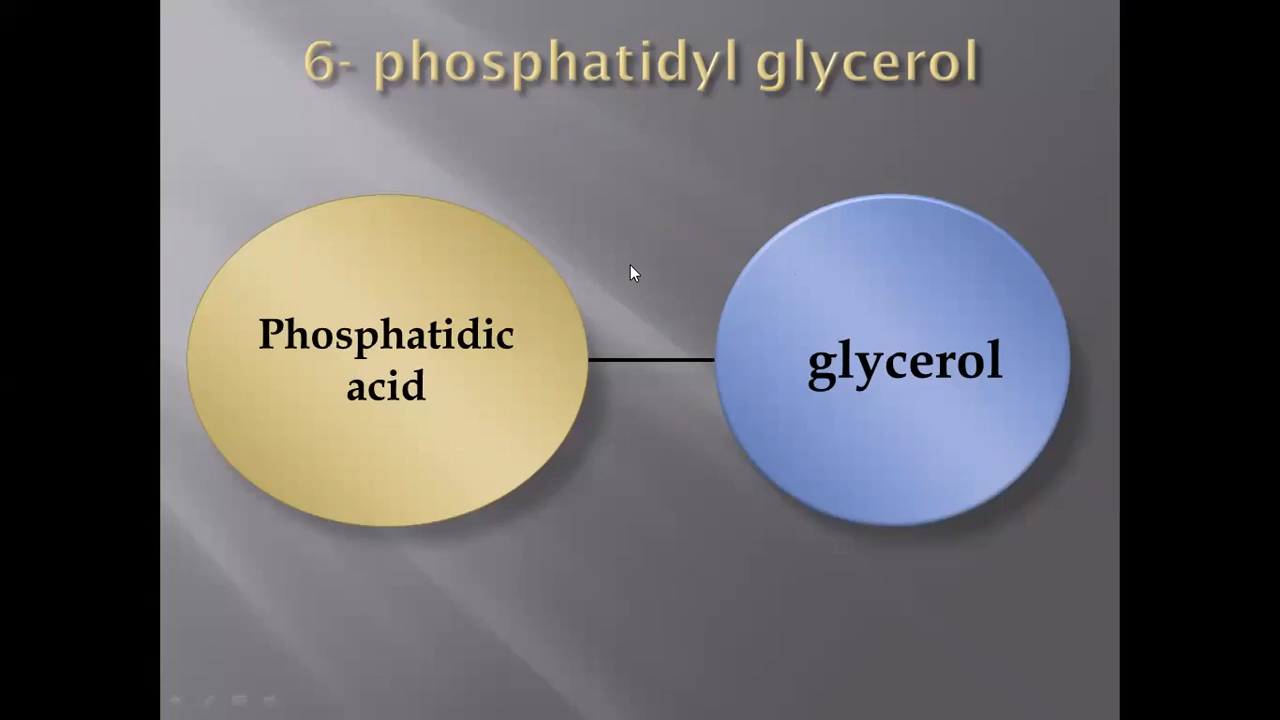 6- phosphatidyl glycerol
Phosphatidic
acid
glycerol